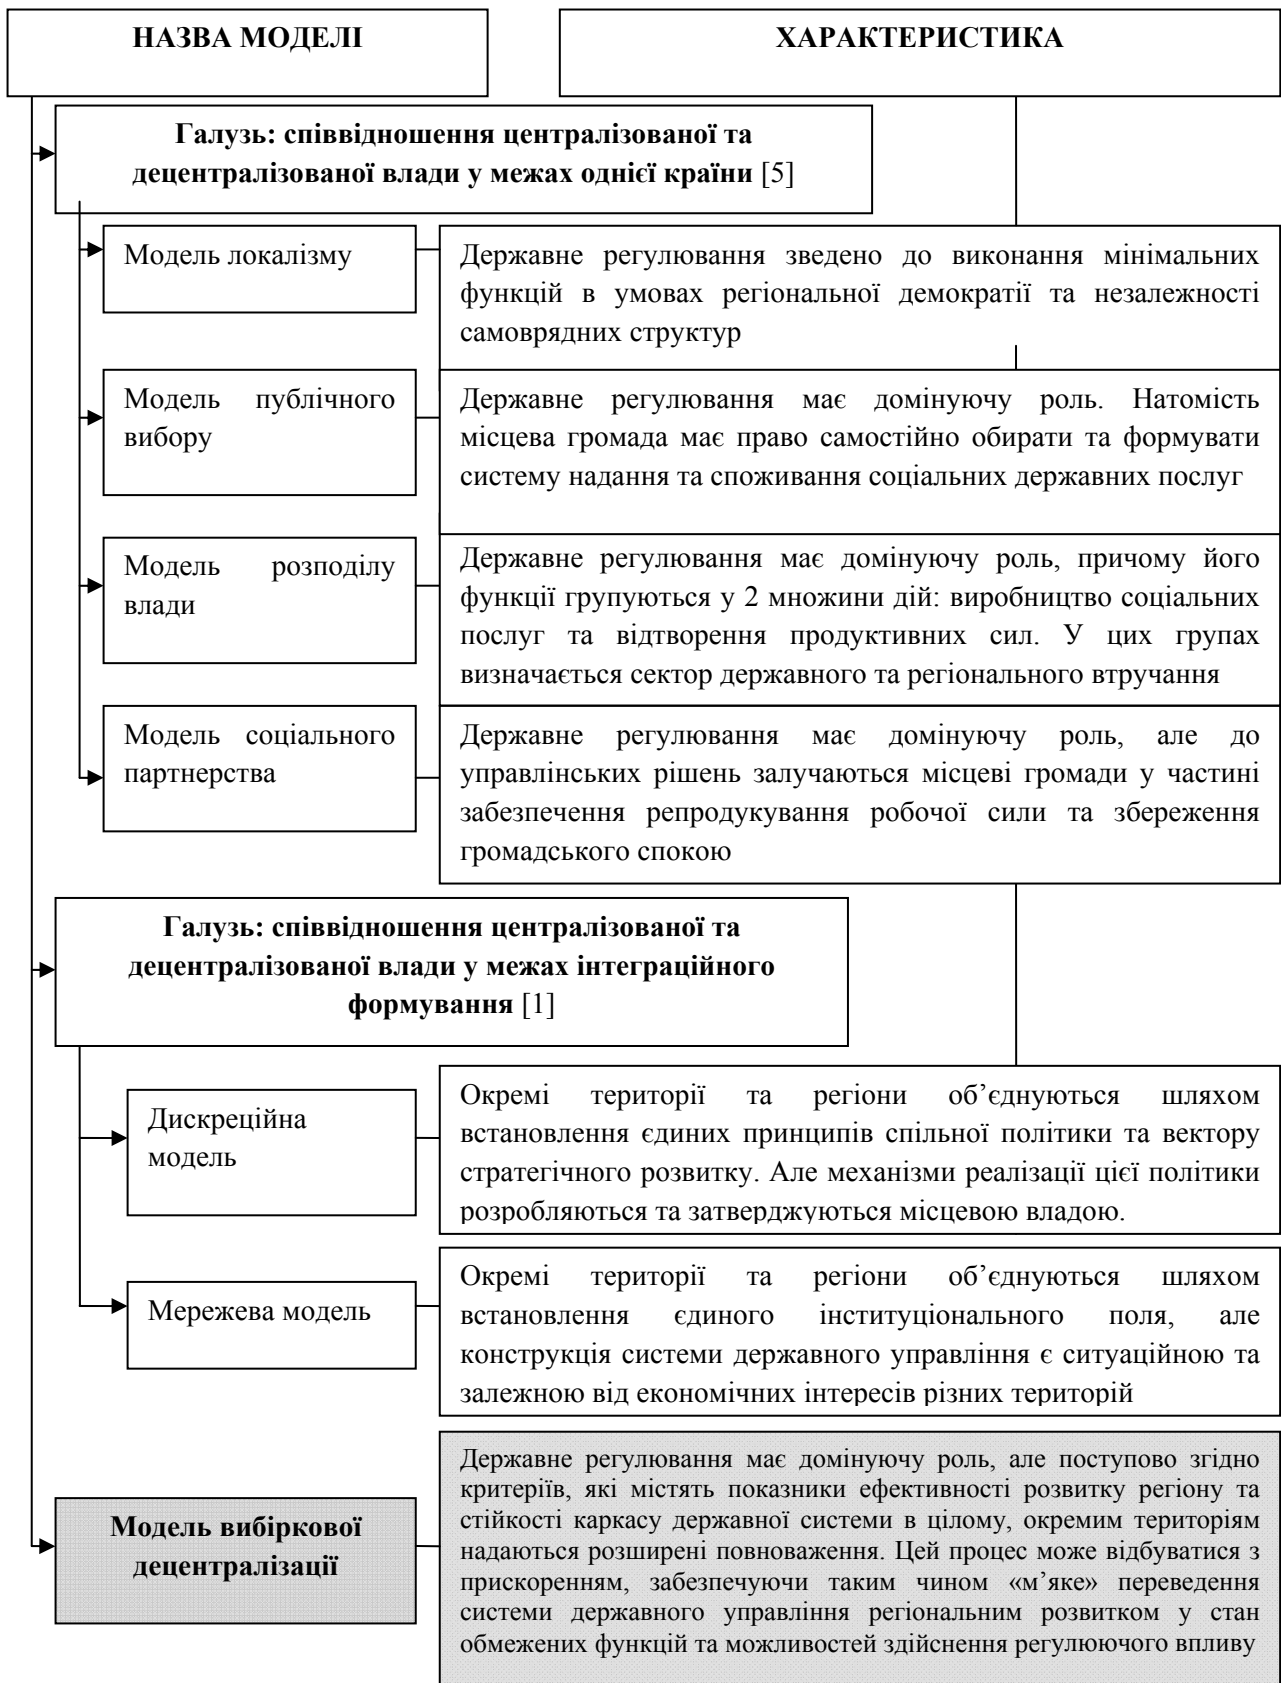 НАЗВА МОДЕЛІ
ХАРАКТЕРИСТИКА
Галузь: співвідношення централізованої та
децентралізованої влади у межах однієї країни [5]
Модель локалізму
Державне регулювання зведено до виконання мінімальних
функцій в умовах регіональної демократії та незалежності
самоврядних структур
Модель публічного
вибору
Державне регулювання має домінуючу роль. Натомість
місцева громада має право самостійно обирати та формувати
систему надання та споживання соціальних державних послуг
Модель розподілу
влади
Державне регулювання має домінуючу роль, причому його
функції групуються у 2 множини дій: виробництво соціальних
послуг та відтворення продуктивних сил. У цих групах
визначається сектор державного та регіонального втручання
Модель соціального
партнерства
Державне регулювання має домінуючу роль, але до
управлінських рішень залучаються місцеві громади у частині
забезпечення репродукування робочої сили та збереження
громадського спокою
Галузь: співвідношення централізованої та
децентралізованої влади у межах інтеграційного
формування [1]
Дискреційна
модель
Окремі території та регіони об’єднуються шляхом
встановлення єдиних принципів спільної політики та вектору
стратегічного розвитку. Але механізми реалізації цієї політики
розробляються та затверджуються місцевою владою.
Мережева модель
Окремі території та регіони об’єднуються шляхом
встановлення єдиного інституціонального поля, але
конструкція системи державного управління є ситуаційною та
залежною від економічних інтересів різних територій
Модель вибіркової
децентралізації
Державне регулювання має домінуючу роль, але поступово згідно
критеріїв, які містять показники ефективності розвитку регіону та
стійкості каркасу державної системи в цілому, окремим територіям
надаються розширені повноваження. Цей процес може відбуватися з
прискоренням, забезпечуючи таким чином «м’яке» переведення
системи державного управління регіональним розвитком у стан
обмежених функцій та можливостей здійснення регулюючого впливу